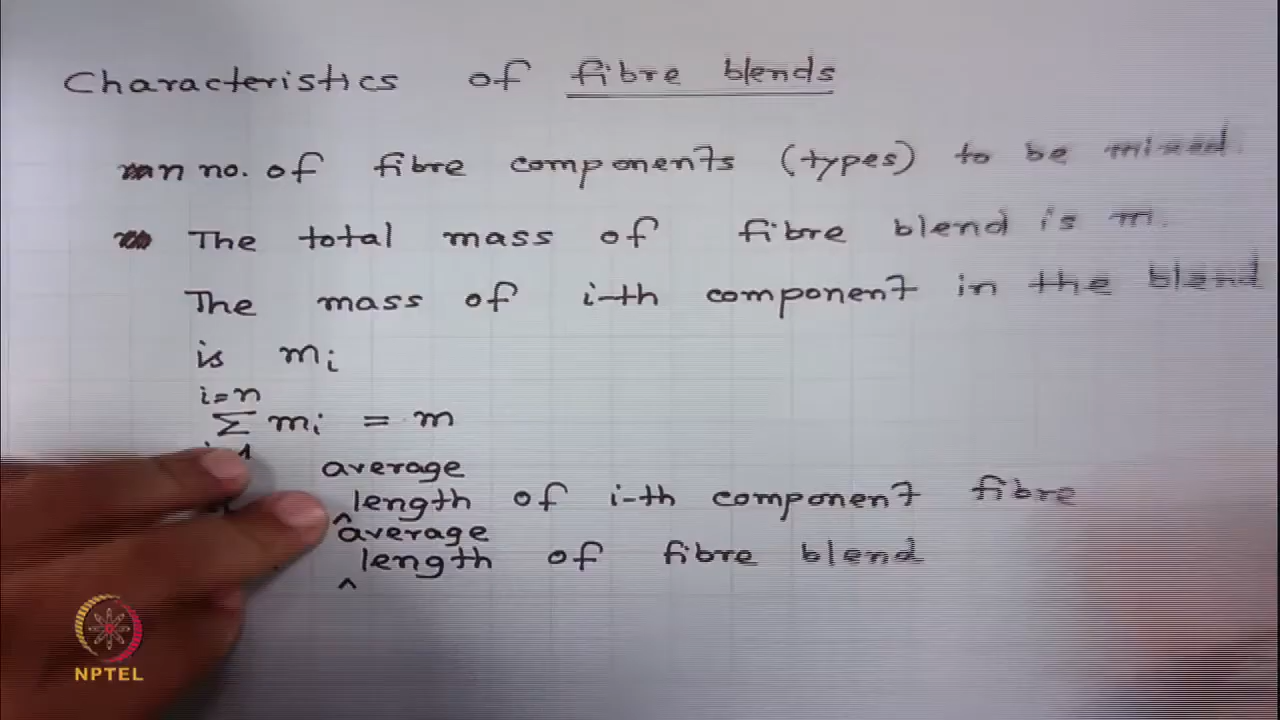 Characteristics of fibre blends
n no. of fibre components (types) to be mixed.
The total mass of fibre blend is m.
The mass of i-th component in the blend
is mi
i=n
Σ mi = m
average
length of i-th component fibre
average
length of fibre blend
NPTEL